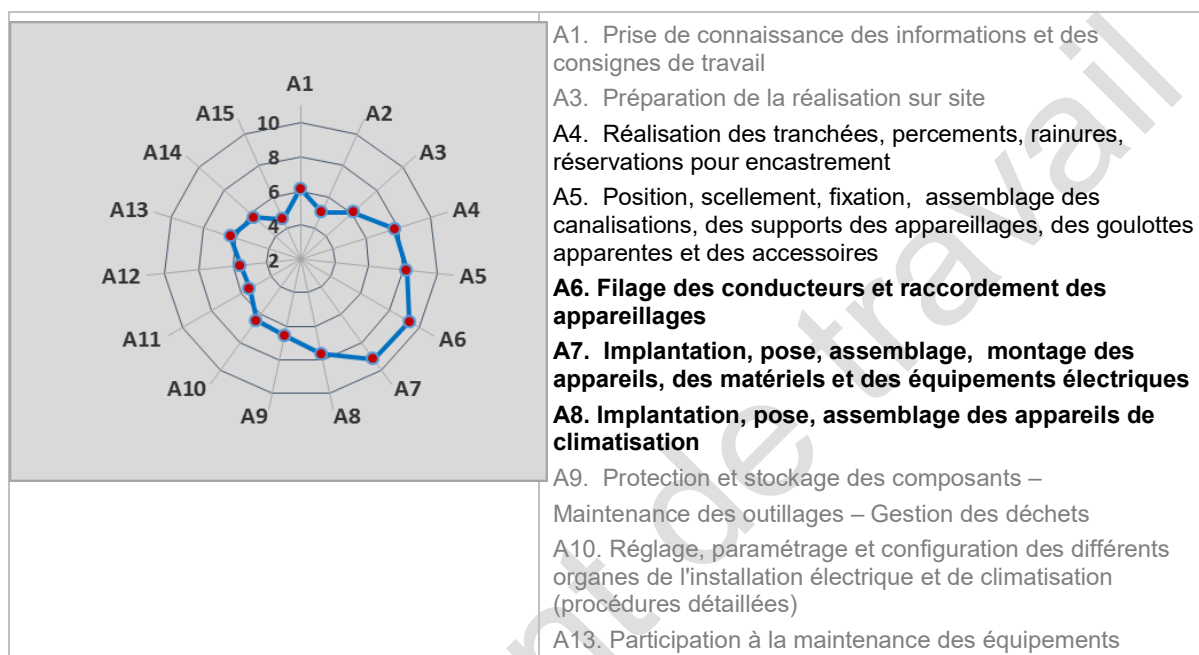 A1
A15
A2
10
A14
A3
8
6
A13
A4
4
A12
2
A5
A11
A6
A10
A7
A9
A8
A1. Prise de connaissance des informations et des
consignes de travail
A3. Préparation de la réalisation sur site
A4. Réalisation des tranchées, percements, rainures,
réservations pour encastrement
A5. Position, scellement, fixation, assemblage des
canalisations, des supports des appareillages, des goulottes
apparentes et des accessoires
A6. Filage des conducteurs et raccordement des
appareillages
A7. Implantation, pose, assemblage, montage des
appareils, des matériels et des équipements électriques
A8. Implantation, pose, assemblage des appareils de
climatisation
A9. Protection et stockage des composants –
Maintenance des outillages – Gestion des déchets
A10. Réglage, paramétrage et configuration des différents
organes de l'installation électrique et de climatisation
(procédures détaillées)
A13. Participation à la maintenance des équipements
nt de travail